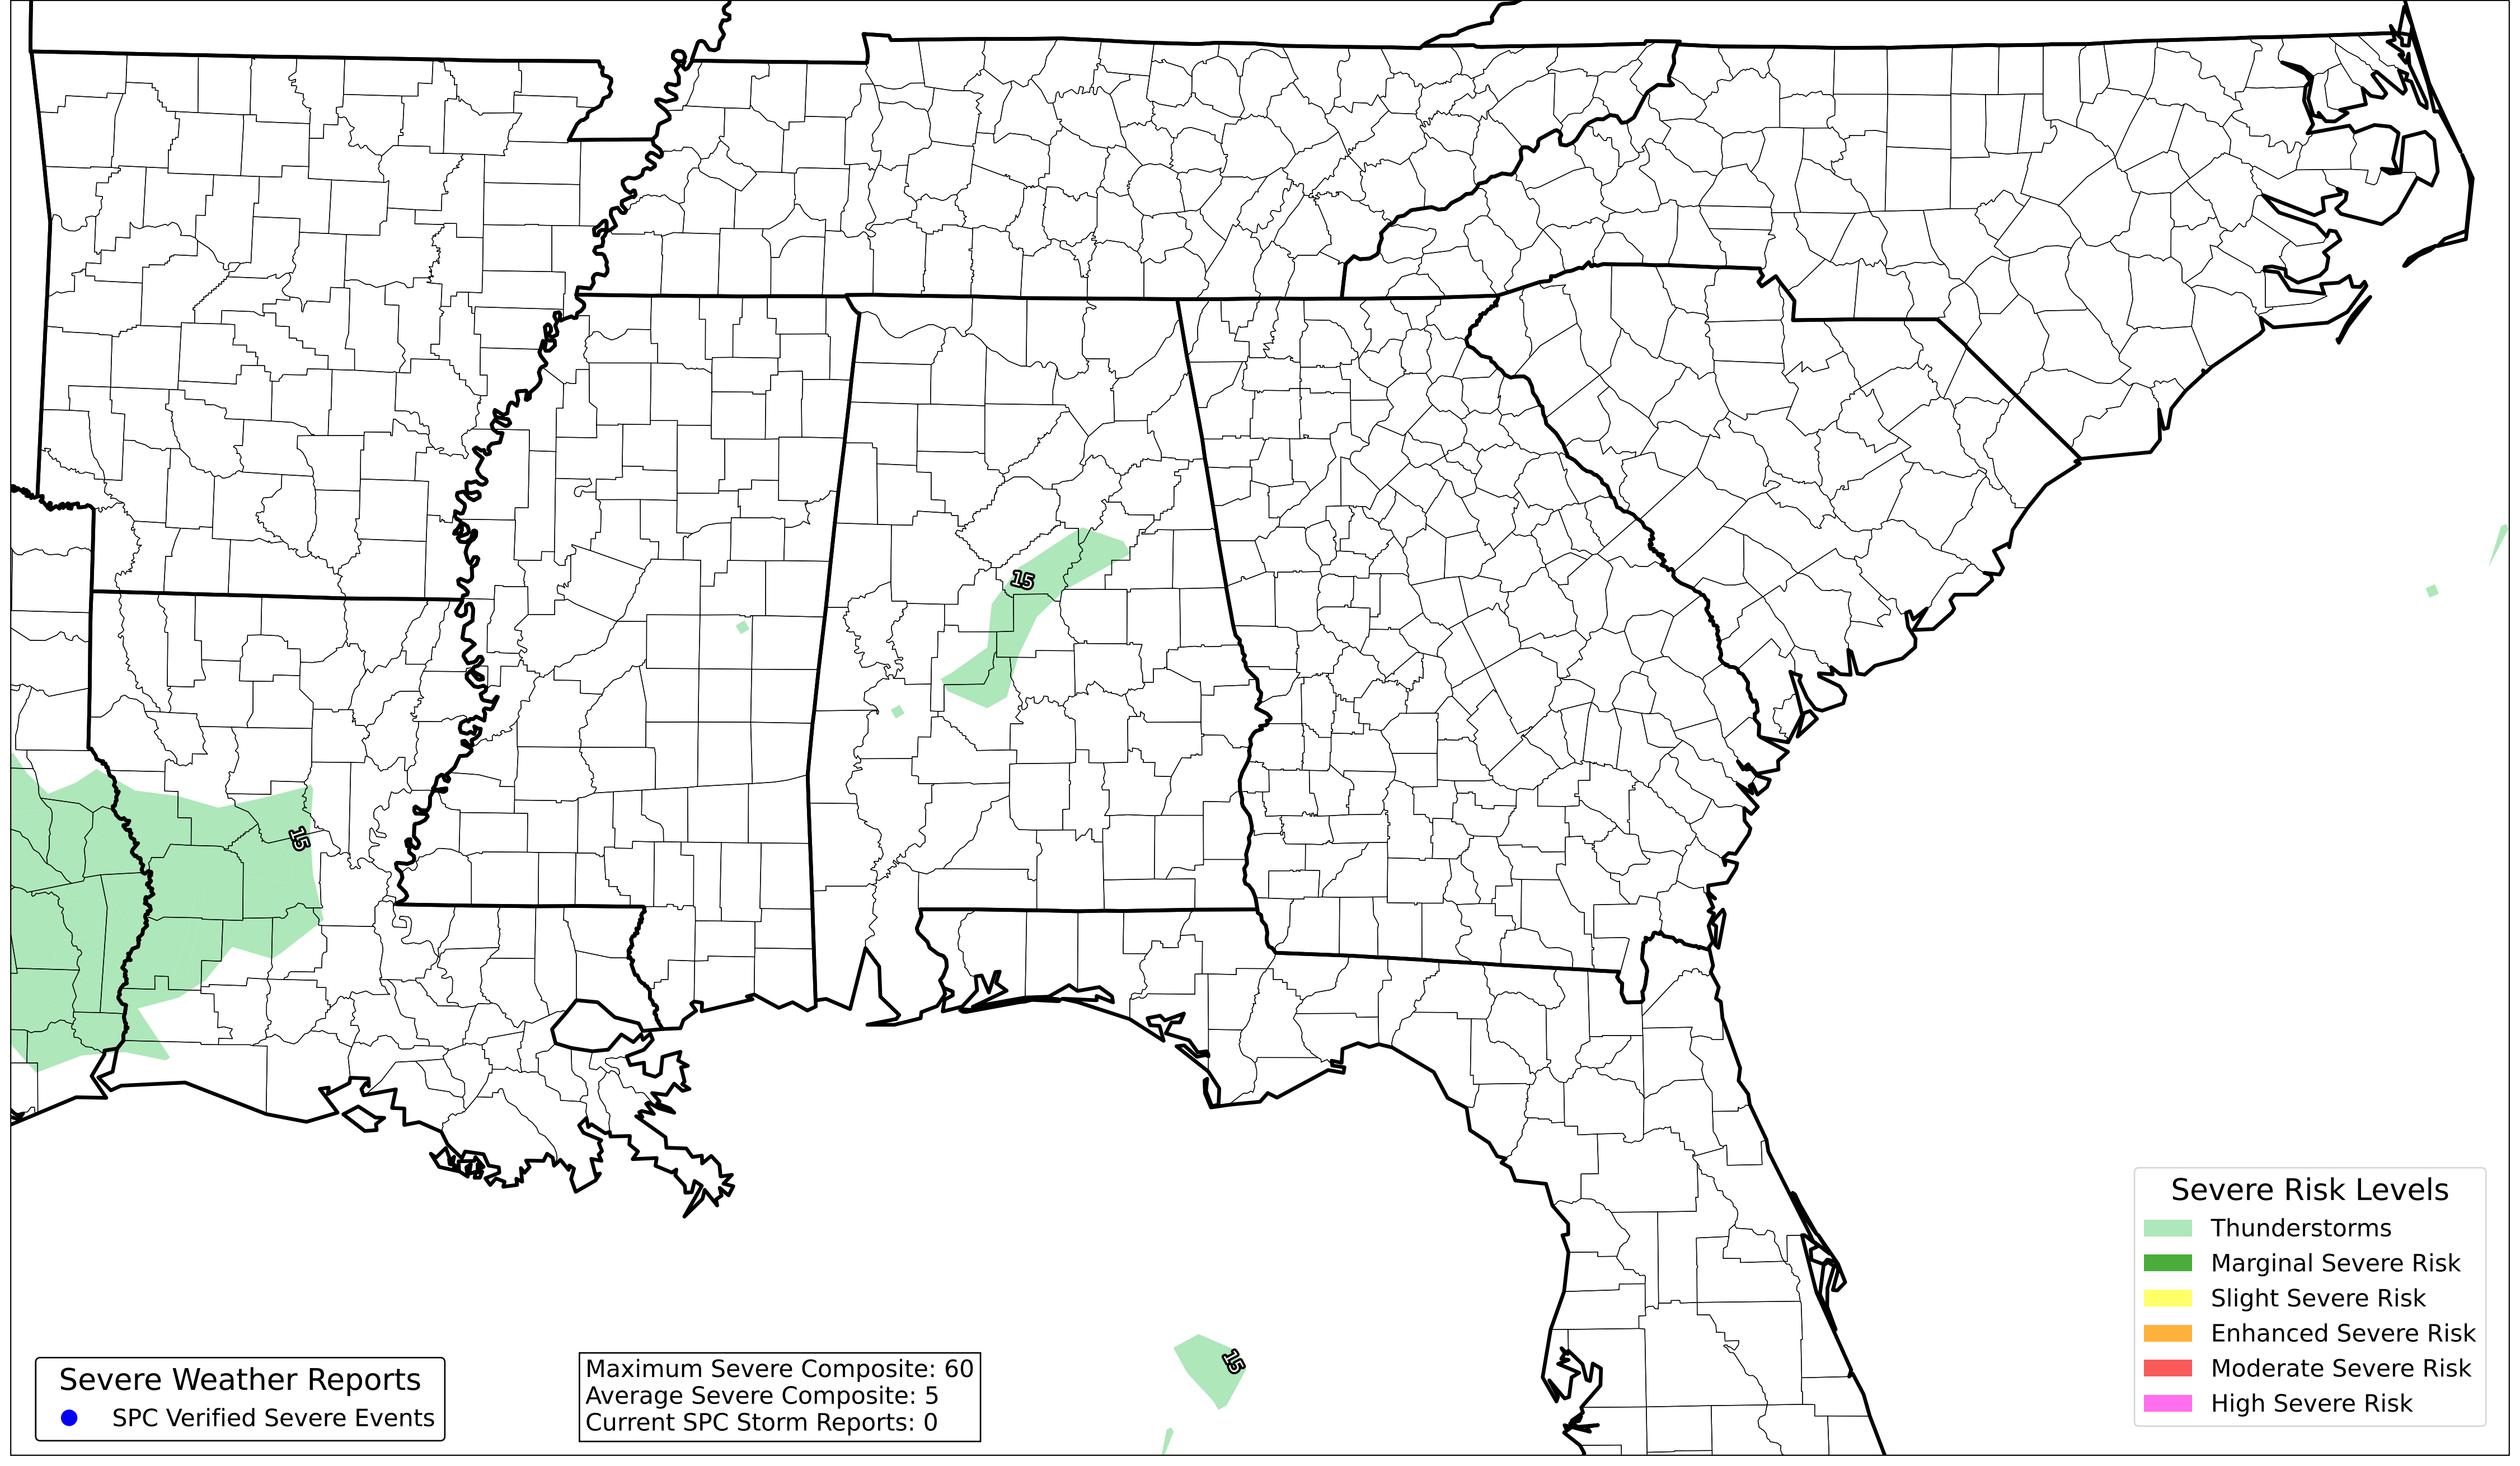 15
15
15
Severe Risk Levels
Thunderstorms
Marginal Severe Risk
Slight Severe Risk
Enhanced Severe Risk
Moderate Severe Risk
High Severe Risk
Severe Weather Reports
SPC Verified Severe Events
Maximum Severe Composite: 60
Average Severe Composite: 5
Current SPC Storm Reports: 0